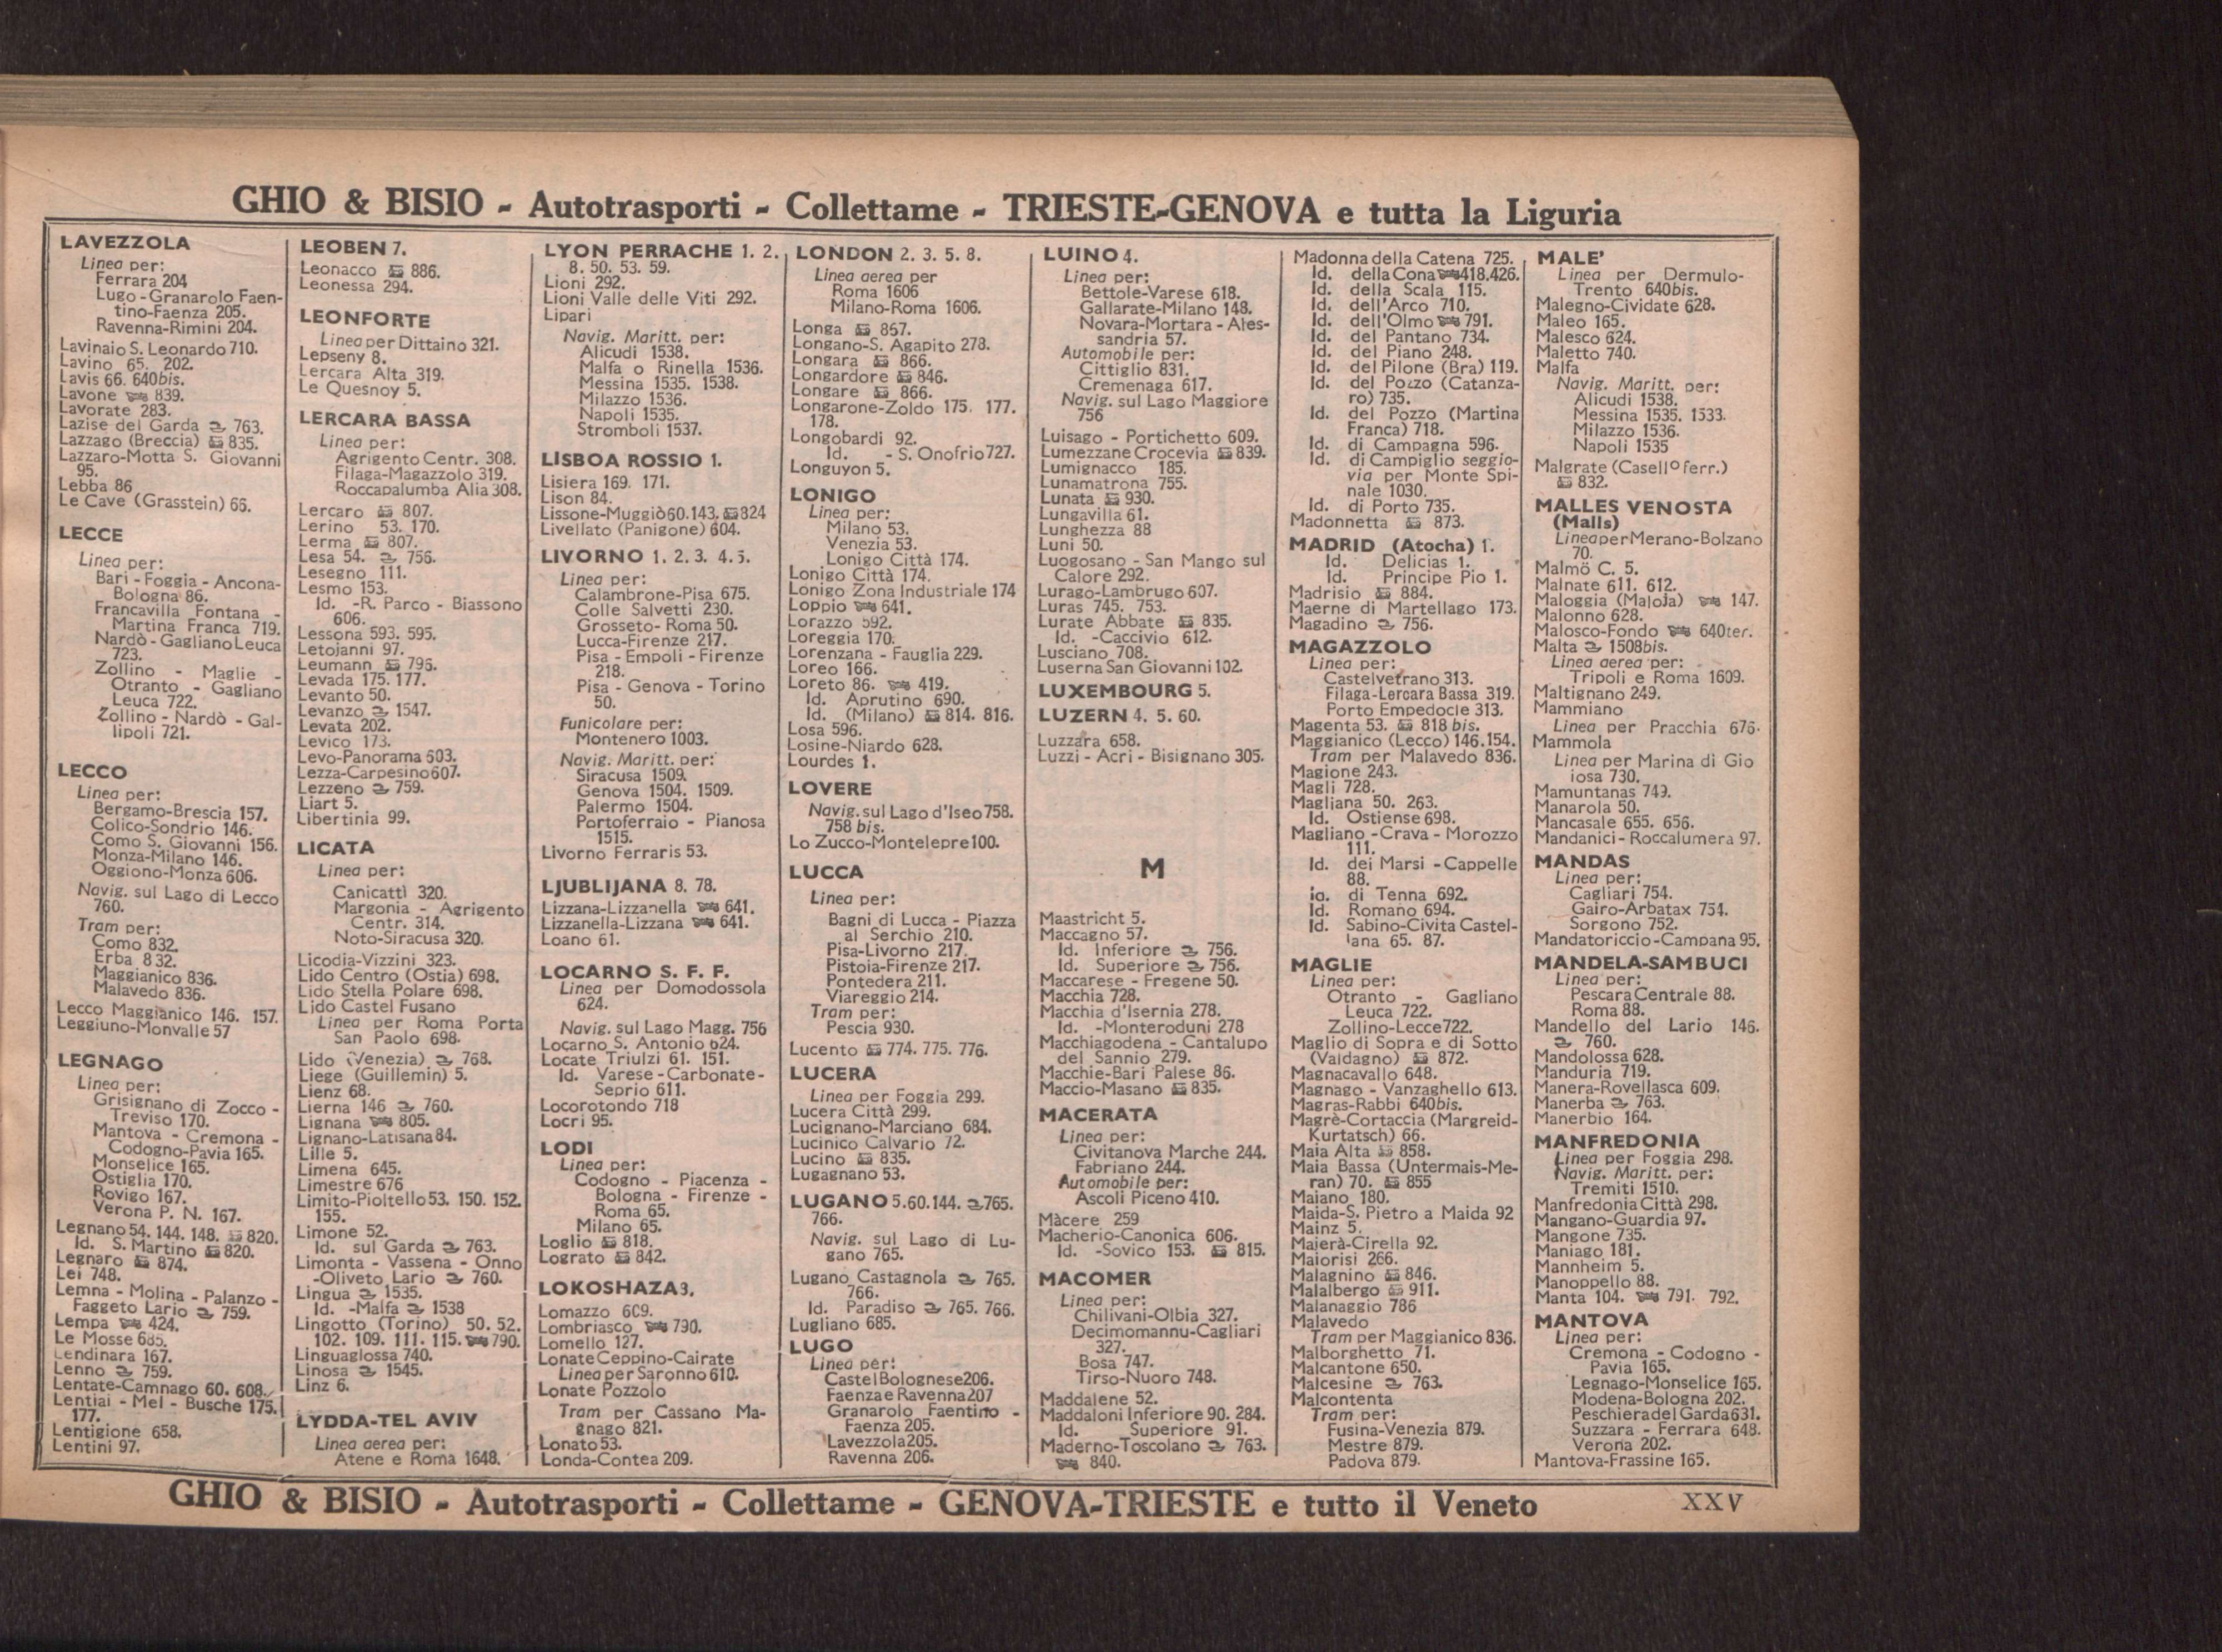 GHIO & BISIO - Autotrasporti - Collettame - TRIESTE-GENOVA e tutta la Liguria
LAVEZZOLA
Linea per:
Ferrara 204
Lugo-Granarolo Faen-
tino-Faenza 205.
Ravenna-Rimini 204.
Lavinaio S. Leonardo 710.
Lavino 65. 202.
Lavis 66. 640bis.
Lavone 839.
Lavorate 283.
Lazise del Garda 763.
Lazzago (Breccia) 835.
Lazzaro-Motta S. Giovanni
95.
Lebba 86
Le Cave (Grasstein) 66.
LECCE
Linea per:
Bari - Foggia - Ancona-
Bologna 86.
Francavilla Fontana -
Martina Franca 719.
Nardò - Gagliano Leuca
723.
Zollino - Maglie -
Otranto - Gagliano
Leuca 722.
Zollino - Nardò - Gal-
lipoli 721.
LECCO
Linea per:
Bergamo-Brescia 157.
Colico-Sondrio 146.
Como S. Giovanni 156.
Monza-Milano 146.
Oggiono-Monza 606.
Navig. sul Lago di Lecco
760.
Tram per:
Como 832.
Erba 832.
Maggianico 836.
Malavedo 836.
Lecco Maggianico 146. 157.
Leggiuno-Monvalle 57
LEGNAGO
Linea per:
Grisignano di Zocco -
Treviso 170.
Mantova - Cremona -
Codogno-Pavia 165.
Monselice 165.
Ostiglia 170.
Rovigo 167.
Verona P. N. 167.
Legnano 54. 144. 148. 820.
Id. S. Martino 820.
Legnaro 874.
Lei 748.
Lemna - Molina - Palanzo -
Faggeto Lario 759.
Lempa 424.
Le Mosse 685.
Lendinara 167.
Lenno 759.
Lentate-Camnago 60. 608.
Lentiai - Mel - Busche 175.
177.
Lentigione 658.
Lentini 97.
LEOBEN 7.
Leonacco 886.
Leonessa 294.
LEONFORTE
Linea per Dittaino 321.
Lepseny 8.
Lercara Alta 319.
Le Quesnoy 5.
LERCARA BASSA
Linea per:
Agrigento Centr. 308.
Filaga-Magazzolo 319.
Roccapalumba Alia 308.
Lercaro 807.
Lerino 53. 170.
Lerma 807.
Lesa 54. 756.
Lesegno 111.
Lesmo 153.
Id. -R. Parco - Biassono
606.
Lessona 593. 595.
Letojanni 97.
Leumann 796.
Levada 175. 177.
Levanto 50.
Levanzo 1547.
Levata 202.
Levico 173.
Levo-Panorama 603.
Lezza-Carpesino 607.
Lezzeno 759.
Liart 5.
Libertinia 99.
LICATA
Linea per:
Canicattì 320.
Margonia - Agrigento
Centr. 314.
Noto-Siracusa 320.
Licodia-Vizzini 323.
Lido Centro (Ostia) 698.
Lido Stella Polare 698.
Lido Castel Fusano
Linea per Roma Porta
San Paolo 698.
Lido (Venezia) 768.
Liege (Guillemin) 5.
Lienz 68.
Lierna 146 760.
Lignana 805.
Lignano-Latisana 84.
Lille 5.
Limena 645.
Limestre 676
Limito-Pioltello 53. 150. 152.
155.
Limone 52.
Id. sul Garda 763.
Limonta - Vassena - Onno
-Oliveto Lario 760.
Lingua 1535.
Id. -Malfa 1538
Lingotto (Torino) 50. 52.
102. 109. 111. 115. 790.
Linguaglossa 740.
Linosa 1545.
Linz 6.
LYDDA-TEL AVIV
Linea aerea per:
Atene e Roma 1648.
LYON PERRACHE 1. 2.
8. 50. 53. 59.
Lioni 292.
Lioni Valle delle Viti 292.
Lipari
Navig. Maritt. per:
Alicudi 1538.
Malfa o Rinella 1536.
Messina 1535. 1538.
Milazzo 1536.
Napoli 1535.
Stromboli 1537.
LISBOA ROSSIO 1.
Lisiera 169. 171.
Lison 84.
Lissone-Muggiò 60. 143. 824
Livellato (Panigone) 604.
LIVORNO 1. 2. 3. 4. 5.
Linea per:
Calambrone-Pisa 675.
Colle Salvetti 230.
Grosseto-Roma 50.
Lucca-Firenze 217.
Pisa - Empoli - Firenze
218.
Pisa - Genova - Torino
50.
Funicolare per:
Montenero 1003.
Navig. Maritt. per:
Siracusa 1509.
Genova 1504. 1509.
Palermo 1504.
Portoferraio - Pianosa
1515.
Livorno Ferraris 53.
LJUBLIJANA 8. 78.
Lizzana-Lizzanella 641.
Lizzanella-Lizzana 641.
Loano 61.
LOCARNO S. F. F.
Linea per Domodossola
624.
Navig. sul Lago Magg. 756
Locarno S. Antonio 624.
Locate Triulzi 61. 151.
Id. Varese - Carbonate-
Seprio 611.
Locorotondo 718
Locri 95.
LODI
Linea per:
Codogno - Piacenza -
Bologna - Firenze -
Roma 65.
Milano 65.
Loglio 818.
Lograto 842.
LOKOSHAZA 8.
Lomazzo 609.
Lombriasco 790.
Lomello 127.
Lonate Ceppino-Cairate
Linea per Saronno 610.
Lonate Pozzolo
Tram per Cassano Ma-
gnago 821.
Lonato 53.
Londa-Contea 209.
LONDON 2. 3. 5. 8.
Linea aerea per
Roma 1606
Milano-Roma 1606.
Longa 867.
Longano-S. Agapito 278.
Longara 866.
Longardore 846.
Longare 866.
Longarone-Zoldo 175. 177.
178.
Longobardi 92.
Id. - S. Onofrio 727.
Longuyon 5.
LONIGO
Linea per:
Milano 53.
Venezia 53.
Lonigo Città 174.
Lonigo Città 174.
Lonigo Zona Industriale 174
Loppio 641.
Lorazzo 592.
Loreggia 170.
Lorenzana - Fauglia 229.
Loreo 166.
Loreto 86. 419.
Id. Aprutino 690.
Id. (Milano) 814. 816.
Losa 596.
Losine-Niardo 628.
Lourdes 1.
LOVERE
Navig. sul Lago d'Iseo 758.
758 bis.
Lo Zucco-Montelepre 100.
LUCCA
Linea per:
Bagni di Lucca - Piazza
al Serchio 210.
Pisa-Livorno 217.
Pistoia-Firenze 217.
Pontedera 211.
Viareggio 214.
Tram per:
Pescia 930.
Lucento 774. 775. 776.
LUCERA
Linea per Foggia 299.
Lucera Città 299.
Lucignano-Marciano 684.
Lucinico Calvario 72.
Lucino 835.
Lugagnano 53.
LUGANO 5. 60. 144. 765.
766.
Navig. sul Lago di Lu-
gano 765.
Lugano Castagnola 765.
766.
Id. Paradiso 765. 766.
Lugliano 685.
LUGO
Linea per:
Castel Bolognese 206.
Faenza e Ravenna 207
Granarolo Faentino -
Faenza 205.
Lavezzola 205.
Ravenna 206.
LUINO 4.
Linea per:
Bettole-Varese 618.
Gallarate-Milano 148.
Novara-Mortara - Ales-
sandria 57.
Automobile per:
Cittiglio 831.
Cremenaga 617.
Navig. sul Lago Maggiore
756
Luisago - Portichetto 609.
Lumezzane Crocevia 839.
Lumignacco 185.
Lunamatrona 755.
Lunata 930.
Lungavilla 61.
Lunghezza 88
Luni 50.
Luogosano - San Mango sul
Calore 292.
Lurago-Lambrugo 607.
Luras 745. 753.
Lurate Abbate 835.
Id. -Caccivio 612.
Lusciano 708.
Luserna San Giovanni 102.
LUXEMBOURG 5.
LUZERN 4. 5. 60.
Luzzara 658.
Luzzi - Acri - Bisignano 305.
M
Maastricht 5.
Maccagno 57.
Id. Inferiore 756.
Id. Superiore 756.
Maccarese - Fregene 50.
Macchia 728.
Macchia d'Isernia 278.
Id. -Monteroduni 278
Macchiagodena - Cantalupo
del Sannio 279.
Macchie-Bari Palese 86.
Maccio-Masano 835.
MACERATA
Linea per:
Civitanova Marche 244.
Fabriano 244.
Automobile per:
Ascoli Piceno 410.
Màcere 259
Macherio-Canonica 606.
Id. -Sovico 153. 815.
MACOMER
Linea per:
Chilivani-Olbia 327.
Decimomannu-Cagliari
327.
Bosa 747.
Tirso-Nuoro 748.
Maddalene 52.
Maddaloni Inferiore 90. 284.
Id. Superiore 91.
Maderno-Toscolano 763.
840.
Madonna della Catena 725.
Id. della Cona 418. 426.
Id. della Scala 115.
Id. dell'Arco 710.
Id. dell'Olmo 791.
Id. del Pantano 734.
Id. del Piano 248.
Id. del Pilone (Bra) 119.
Id. del Pozzo (Catanza-
ro) 735.
Id. del Pozzo (Martina
Franca) 718.
Id. di Campagna 596.
Id. di Campiglio seggio-
via per Monte Spi-
nale 1030.
Id. di Porto 735.
Madonnetta 873.
MADRID (Atocha) 1.
Id. Delicias 1.
Id. Principe Pio 1.
Madrisio 884.
Maerne di Martellago 173.
Magadino 756.
MAGAZZOLO
Linea per:
Castelvetrano 313.
Filaga-Lercara Bassa 319.
Porto Empedocle 313.
Magenta 53. 818 bis.
Maggianico (Lecco) 146. 154.
Tram per Malavedo 836.
Magione 243.
Magli 728.
Magliana 50. 263.
Id. Ostiense 698.
Magliano - Crava - Morozzo
111.
Id. dei Marsi - Cappelle
88.
id. di Tenna 692.
Id. Romano 694.
Id. Sabino-Civita Castel-
lana 65. 87.
MAGLIE
Linea per:
Otranto - Gagliano
Leuca 722.
Zollino-Lecce 722.
Maglio di Sopra e di Sotto
(Valdagno) 872.
Magnacavallo 648.
Magnago - Vanzaghello 613.
Magras-Rabbi 640bis.
Magrè-Cortaccia (Margreid-
Kurtatsch) 66.
Maia Alta 858.
Maia Bassa (Untermais-Me-
ran) 70. 855
Maiano 180.
Maida-S. Pietro a Maida 92
Mainz 5.
Maierà-Cirella 92.
Maiorisi 266.
Malagnino 846.
Malalbergo 911.
Malanaggio 786
Malavedo
Tram per Maggianico 836.
Malborghetto 71.
Malcantone 650.
Malcesine 763.
Malcontenta
Tram per:
Fusina-Venezia 879.
Mestre 879.
Padova 879.
MALE'
Linea per Dermulo-
Trento 640bis.
Malegno-Cividate 628.
Maleo 165.
Malesco 624.
Maletto 740.
Malfa
Navig. Maritt. per:
Alicudi 1538.
Messina 1535. 1533.
Milazzo 1536.
Napoli 1535
Malgrate (Casello ferr.)
832.
MALLES VENOSTA
(Malls)
Linea per Merano-Bolzano
70.
Malmö C. 5.
Malnate 611. 612.
Maloggia (Maloja) 147.
Malonno 628.
Malosco-Fondo 640ter.
Malta 1508bis.
Linea aerea per:
Tripoli e Roma 1609.
Maltignano 249.
Mammiano
Linea per Pracchia 676.
Mammola
Linea per Marina di Gio
iosa 730.
Mamuntanas 749.
Manarola 50.
Mancasale 655. 656.
Mandanici - Roccalumera 97.
MANDAS
Linea per:
Cagliari 754.
Gairo-Arbatax 754.
Sorgono 752.
Mandatoriccio-Campana 95.
MANDELA-SAMBUCI
Linea per:
Pescara Centrale 88.
Roma 88.
Mandello del Lario 146.
760.
Mandolossa 628.
Manduria 719.
Manera-Rovellasca 609.
Manerba 763.
Manerbio 164.
MANFREDONIA
Linea per Foggia 298.
Navig. Maritt. per:
Tremiti 1510.
Manfredonia Città 298.
Mangano-Guardia 97.
Mangone 735.
Maniago 181.
Mannheim 5.
Manoppello 88.
Manta 104. 791. 792.
MANTOVA
Linea per:
Cremona - Codogno -
Pavia 165.
Legnago-Monselice 165.
Modena-Bologna 202.
Peschiera del Garda 631.
Suzzara - Ferrara 648.
Verona 202.
Mantova-Frassine 165.
GHIO & BISIO - Autotrasporti - Collettame - GENOVA-TRIESTE e tutto il Veneto
XXV